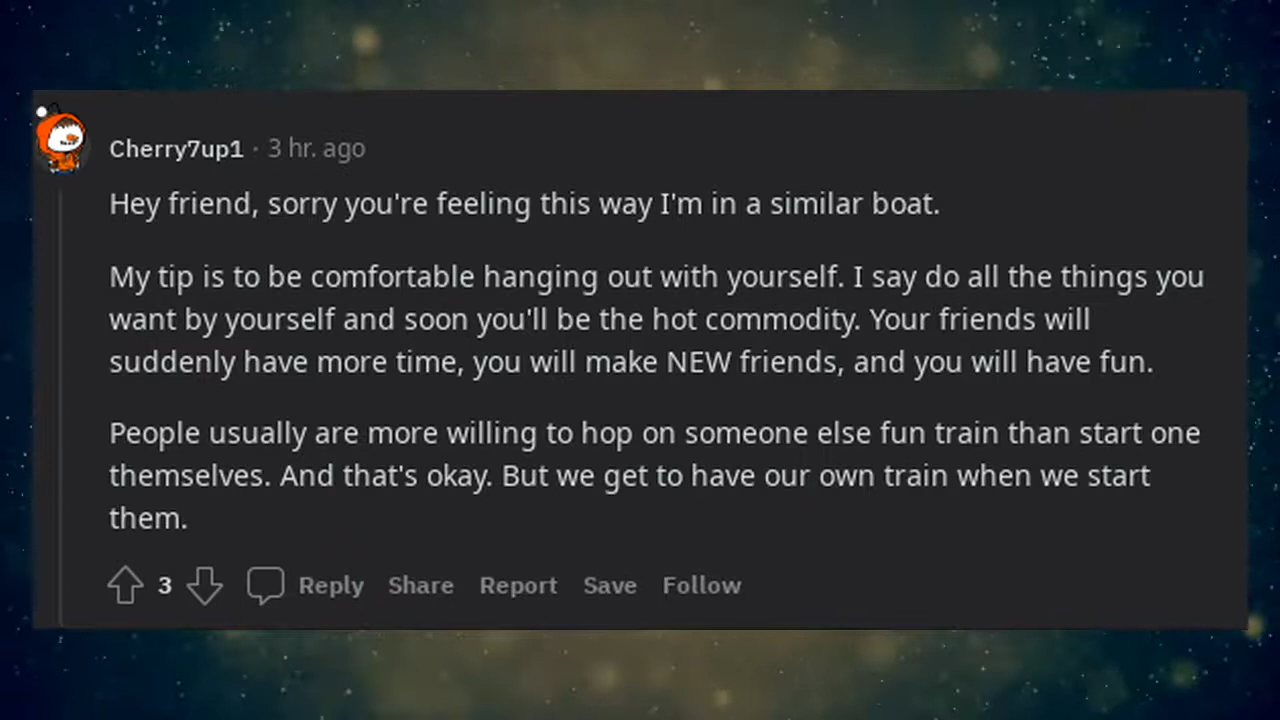 Cherry7up1 · 3 hr. ago
Hey friend, sorry you're feeling this way I'm in a similar boat.
My tip is to be comfortable hanging out with yourself. I say do all the things you
want by yourself and soon you'll be the hot commodity. Your friends will
suddenly have more time, you will make NEW friends, and you will have fun.
People usually are more willing to hop on someone else fun train than start one
themselves. And that's okay. But we get to have our own train when we start
them.
3 Reply Share Report Save Follow